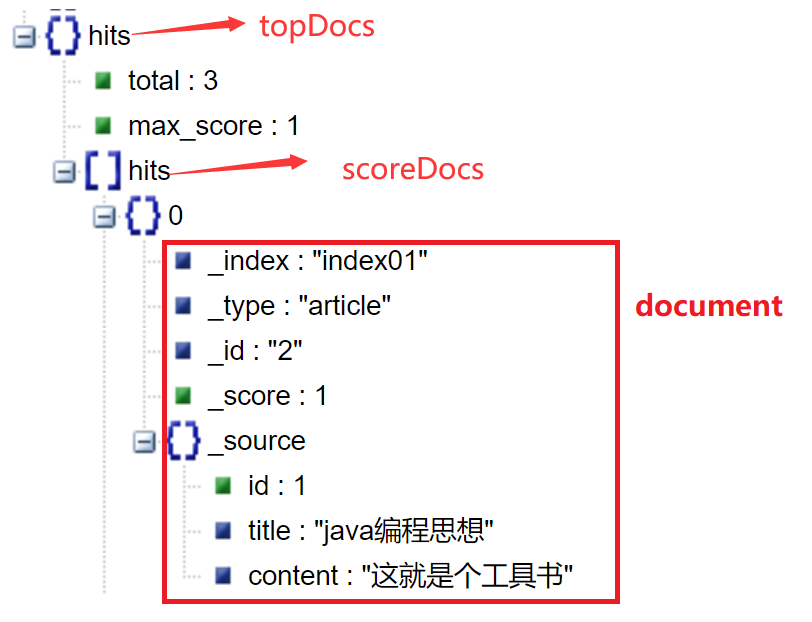 hits topDocs
total : 3
max_score : 1
hits scoreDocs
0
_index : "index01"
_type : "article" document
_id : "2"
_score : 1
_source
id : 1
title : "java编程思想"
content : "这就是个工具书"